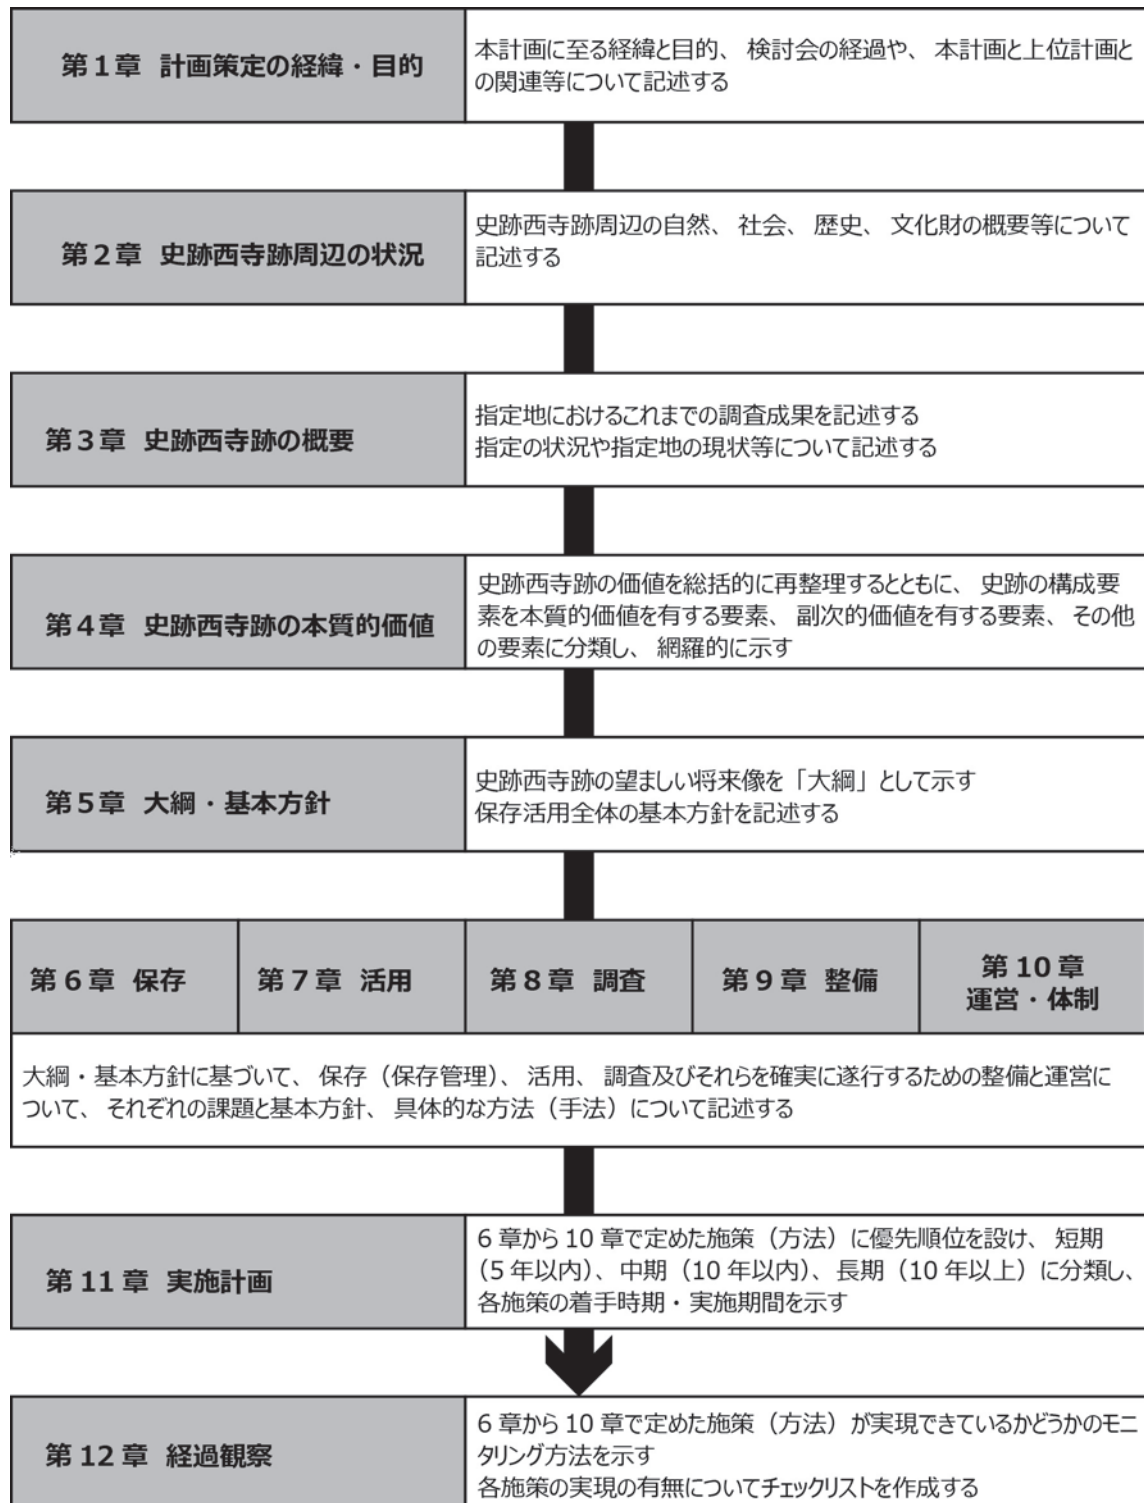 第1章 計画策定の経緯・目的
本計画に至る経緯と目的、検討会の経過や、本計画と上位計画と
の関連等について記述する
第2章 史跡西寺跡周辺の状況
史跡西寺跡周辺の自然、社会、歴史、文化財の概要等について
記述する
第3章 史跡西寺跡の概要
指定地におけるこれまでの調査成果を記述する
指定の状況や指定地の現状等について記述する
第4章 史跡西寺跡の本質的価値
史跡西寺跡の価値を総括的に再整理するとともに、史跡の構成要
素を本質的価値を有する要素、副次的価値を有する要素、その他
の要素に分類し、網羅的に示す
第5章 大綱・基本方針
史跡西寺跡の望ましい将来像を「大綱」として示す
保存活用全体の基本方針を記述する
第6章 保存
第7章 活用
第8章 調査
第9章 整備
第10章
運営・体制
大綱・基本方針に基づいて、保存（保存管理）、活用、調査及びそれらを確実に遂行するための整備と運営に
ついて、それぞれの課題と基本方針、具体的な方法（手法）について記述する
第11章 実施計画
6章から10章で定めた施策（方法）に優先順位を設け、短期
（5年以内）、中期（10年以内）、長期（10年以上）に分類し、
各施策の着手時期・実施期間を示す
第12章 経過観察
6章から10章で定めた施策（方法）が実現できているかどうかのモニ
タリング方法を示す
各施策の実現の有無についてチェックリストを作成する